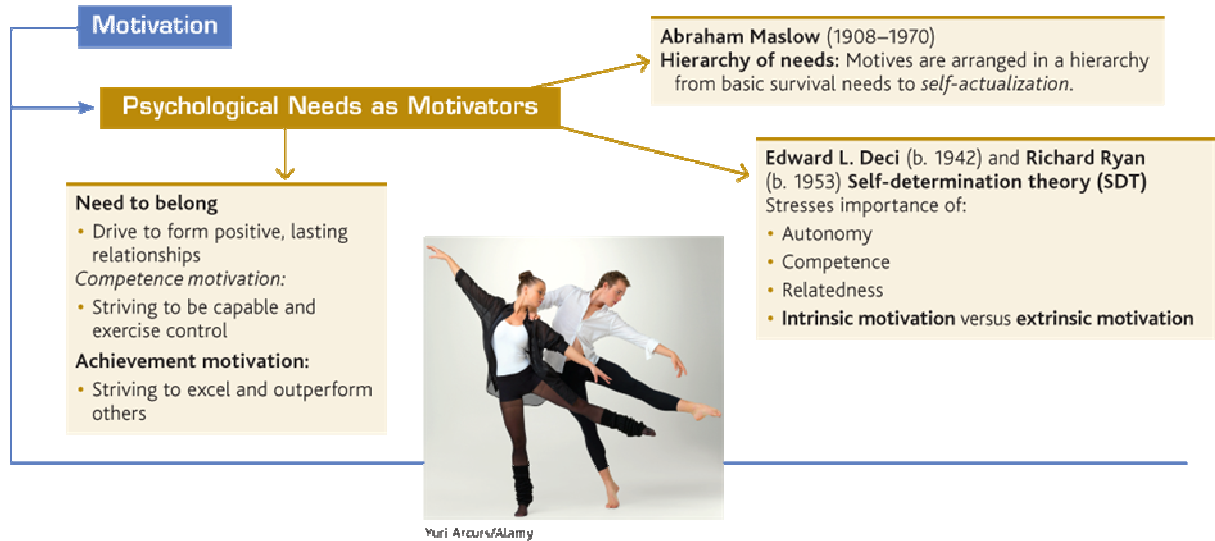 Motivation
Psychological Needs as Motivators
Abraham Maslow (1908–1970)
Hierarchy of needs: Motives are arranged in a hierarchy
from basic survival needs to self-actualization.
Edward L. Deci (b. 1942) and Richard Ryan
(b. 1953) Self-determination theory (SDT)
Stresses importance of:
• Autonomy
• Competence
• Relatedness
• Intrinsic motivation versus extrinsic motivation
Need to belong
• Drive to form positive, lasting
relationships
Competence motivation:
• Striving to be capable and
exercise control
Achievement motivation:
• Striving to excel and outperform
others
Yuri Arcurs/Alamy